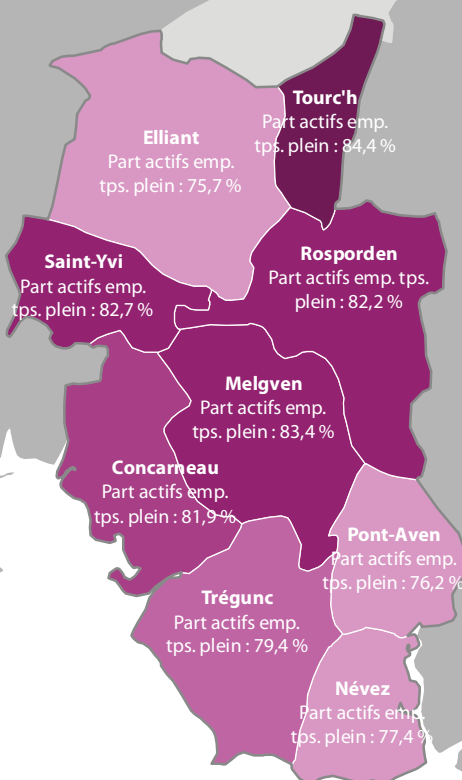 Tourc'h
Part actifs emp.
tps. plein : 84,4 %
Elliant
Part actifs emp.
tps. plein : 75,7 %
Rosporden
Part actifs emp. tps.
plein : 82,2 %
Saint-Yvi
Part actifs emp.
tps. plein : 82,7 %
Melgven
Part actifs emp.
tps. plein : 83,4 %
Concarneau
Part actifs emp.
tps. plein : 81,9 %
Pont-Aven
Part actifs emp.
tps. plein : 76,2 %
Trégunc
Part actifs emp.
tps. plein : 79,4 %
Névez
Part actifs emp.
tps. plein : 77,4 %